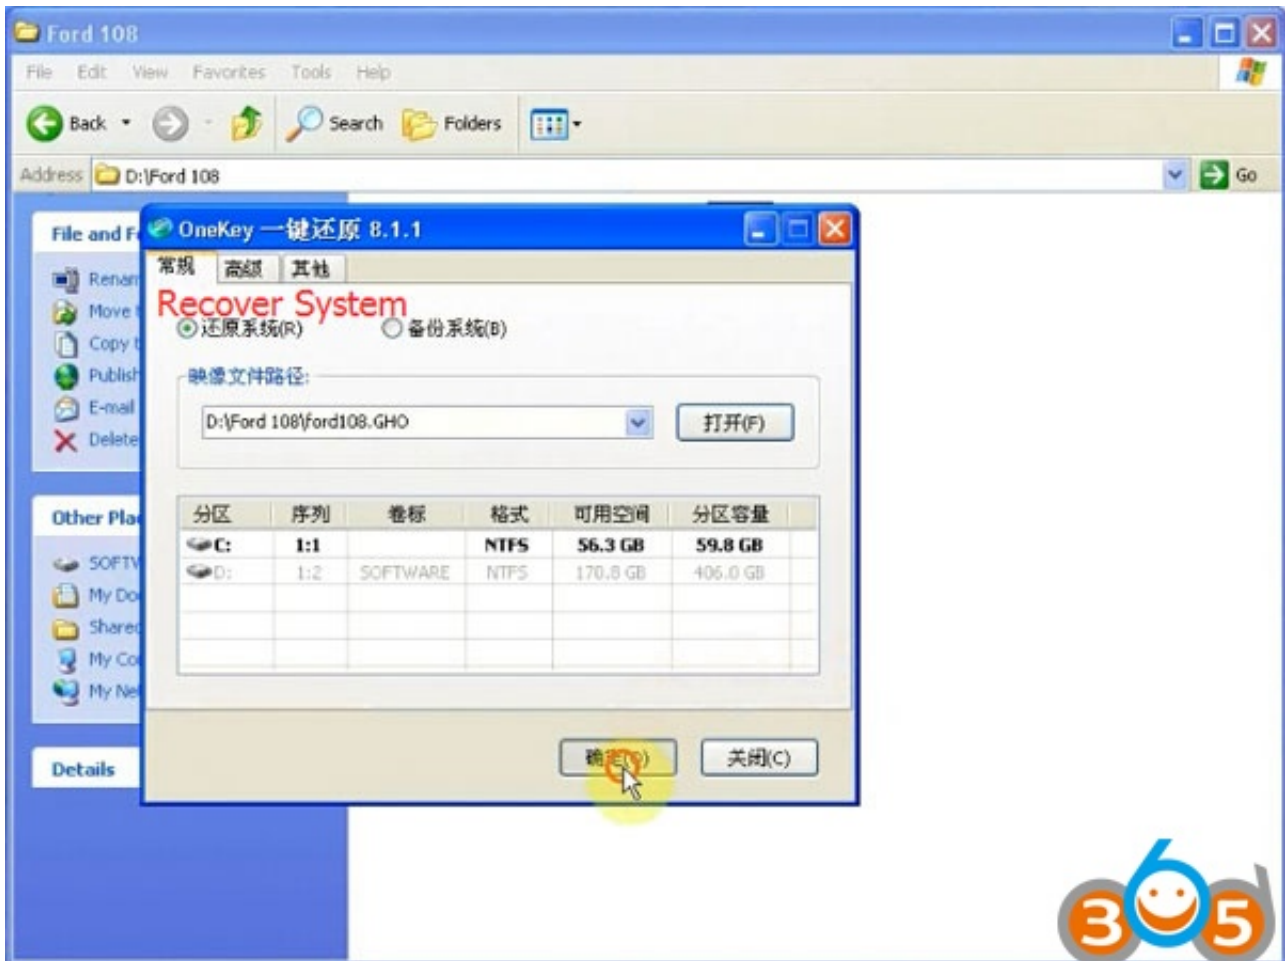 Ford 108
File Edit View Favorites Tools Help
Back Search Folders
Address D:\Ford 108 Go
File and F
Renam
Move t
Copy t
Publish
E-mail
Delete
Other Pla
SOFTW
My Do
Shared
My Co
My Net
Details
OneKey 一键还原 8.1.1
常规 高级 其他
Recover System
还原系统(R) 备份系统(B)
映像文件路径:
D:\Ford 108\ford108.GHO 打开(F)
分区 序列 卷标 格式 可用空间 分区容量
C: 1:1 NTFS 56.3 GB 59.8 GB
D: 1:2 SOFTWARE NTFS 170.8 GB 406.0 GB
关闭(C)
365d